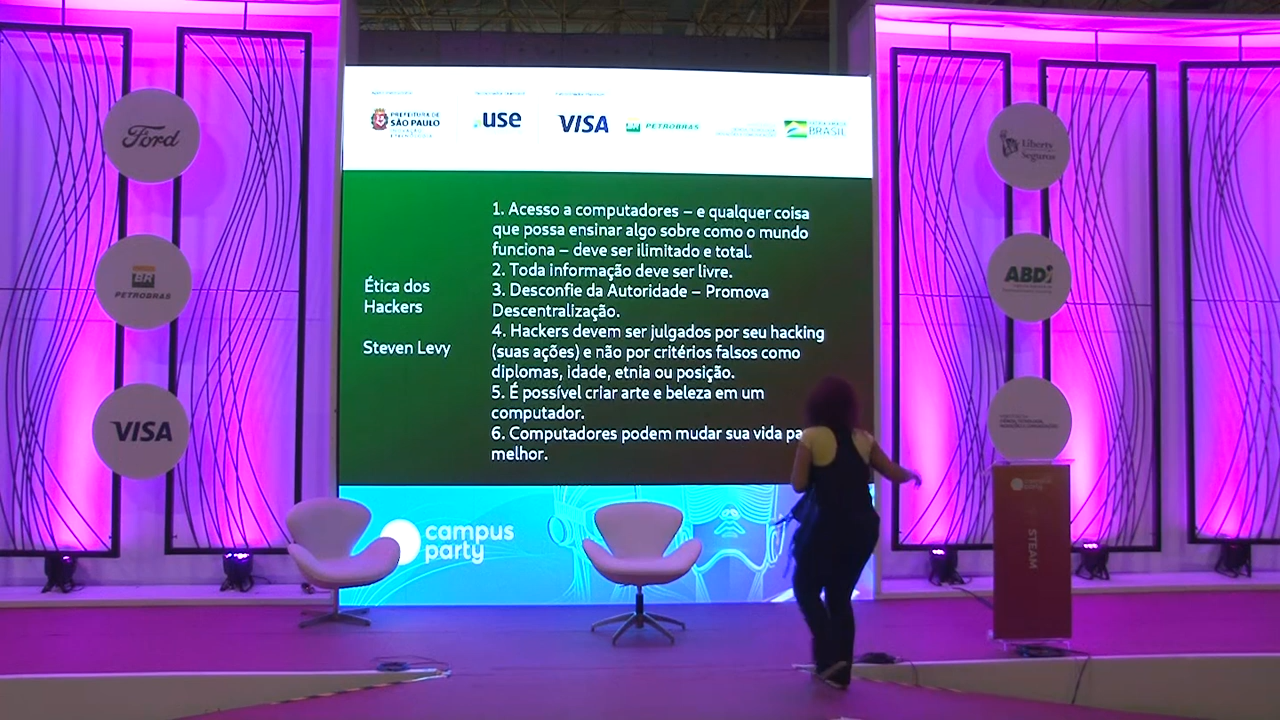 PREFEITURA DE
SÃO PAULO
.use
VISA
BR PETROBRAS
BRASIL
Ford
BR
PETROBRAS
VISA
Liberty
Seguros
ABDi
Ética dos
Hackers
Steven Levy
1. Acesso a computadores – e qualquer coisa
que possa ensinar algo sobre como o mundo
funciona – deve ser ilimitado e total.
2. Toda informação deve ser livre.
3. Desconfie da Autoridade – Promova
Descentralização.
4. Hackers devem ser julgados por seu hacking
(suas ações) e não por critérios falsos como
diplomas, idade, etnia ou posição.
5. É possível criar arte e beleza em um
computador.
6. Computadores podem mudar sua vida pa
melhor.
campus
party
campus
party
STEAM